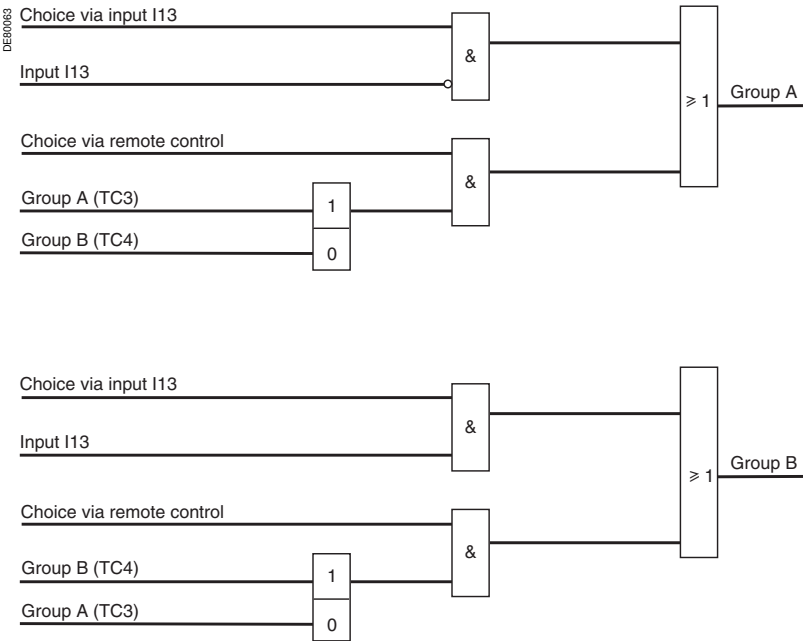 DE80063
Choice via input I13
&
Input I13
⩾ 1
Group A
Choice via remote control
&
Group A (TC3)
1
Group B (TC4)
0
Choice via input I13
&
Input I13
⩾ 1
Group B
Choice via remote control
&
Group B (TC4)
1
Group A (TC3)
0